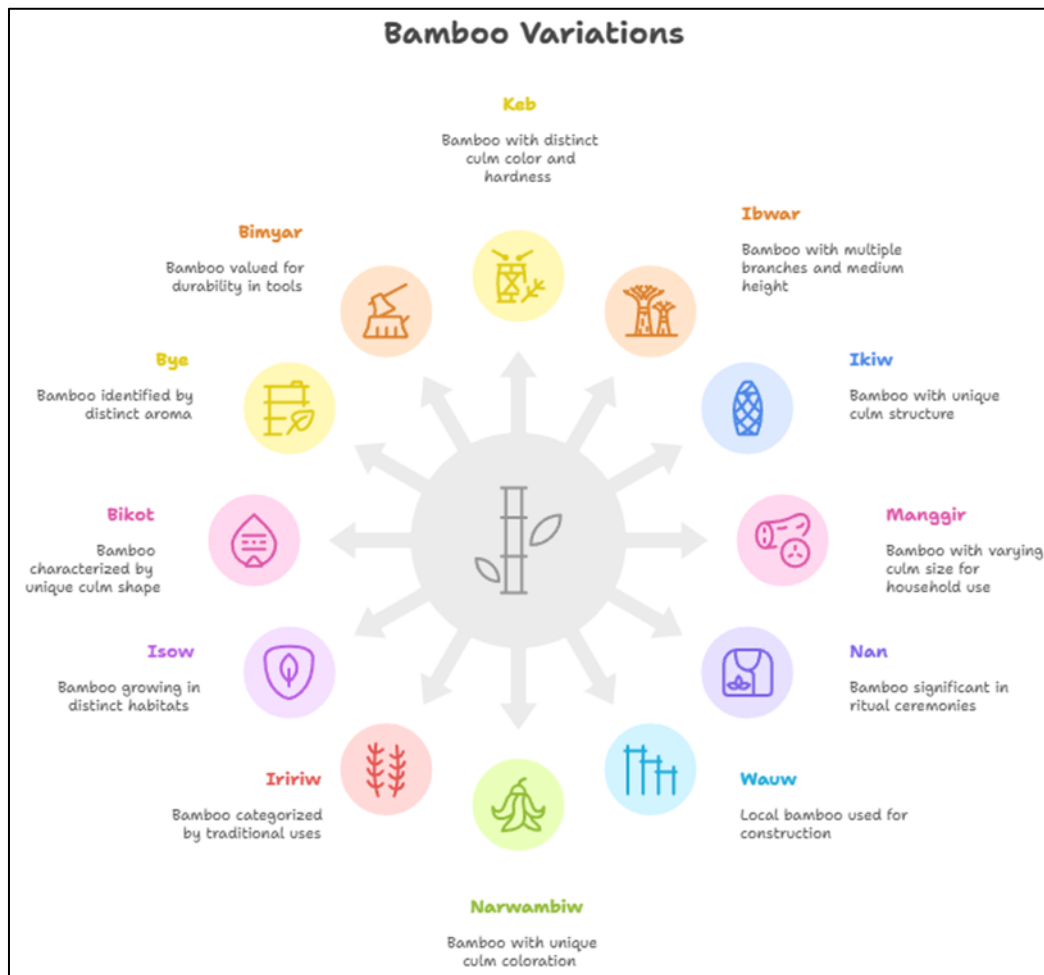 Bamboo Variations
Keb
Bamboo with distinct
culm color and
hardness
Ibwar
Bamboo with multiple
branches and medium
height
Bimyar
Bamboo valued for
durability in tools
Ikiw
Bamboo with unique
culm structure
Bye
Bamboo identified by
distinct aroma
Manggir
Bamboo with varying
culm size for
household use
Bikot
Bamboo
characterized by
unique culm shape
Nan
Bamboo significant in
ritual ceremonies
Isow
Bamboo growing in
distinct habitats
Wauw
Local bamboo used for
construction
Iririw
Bamboo categorized
by traditional uses
Narwambiw
Bamboo with unique
culm coloration